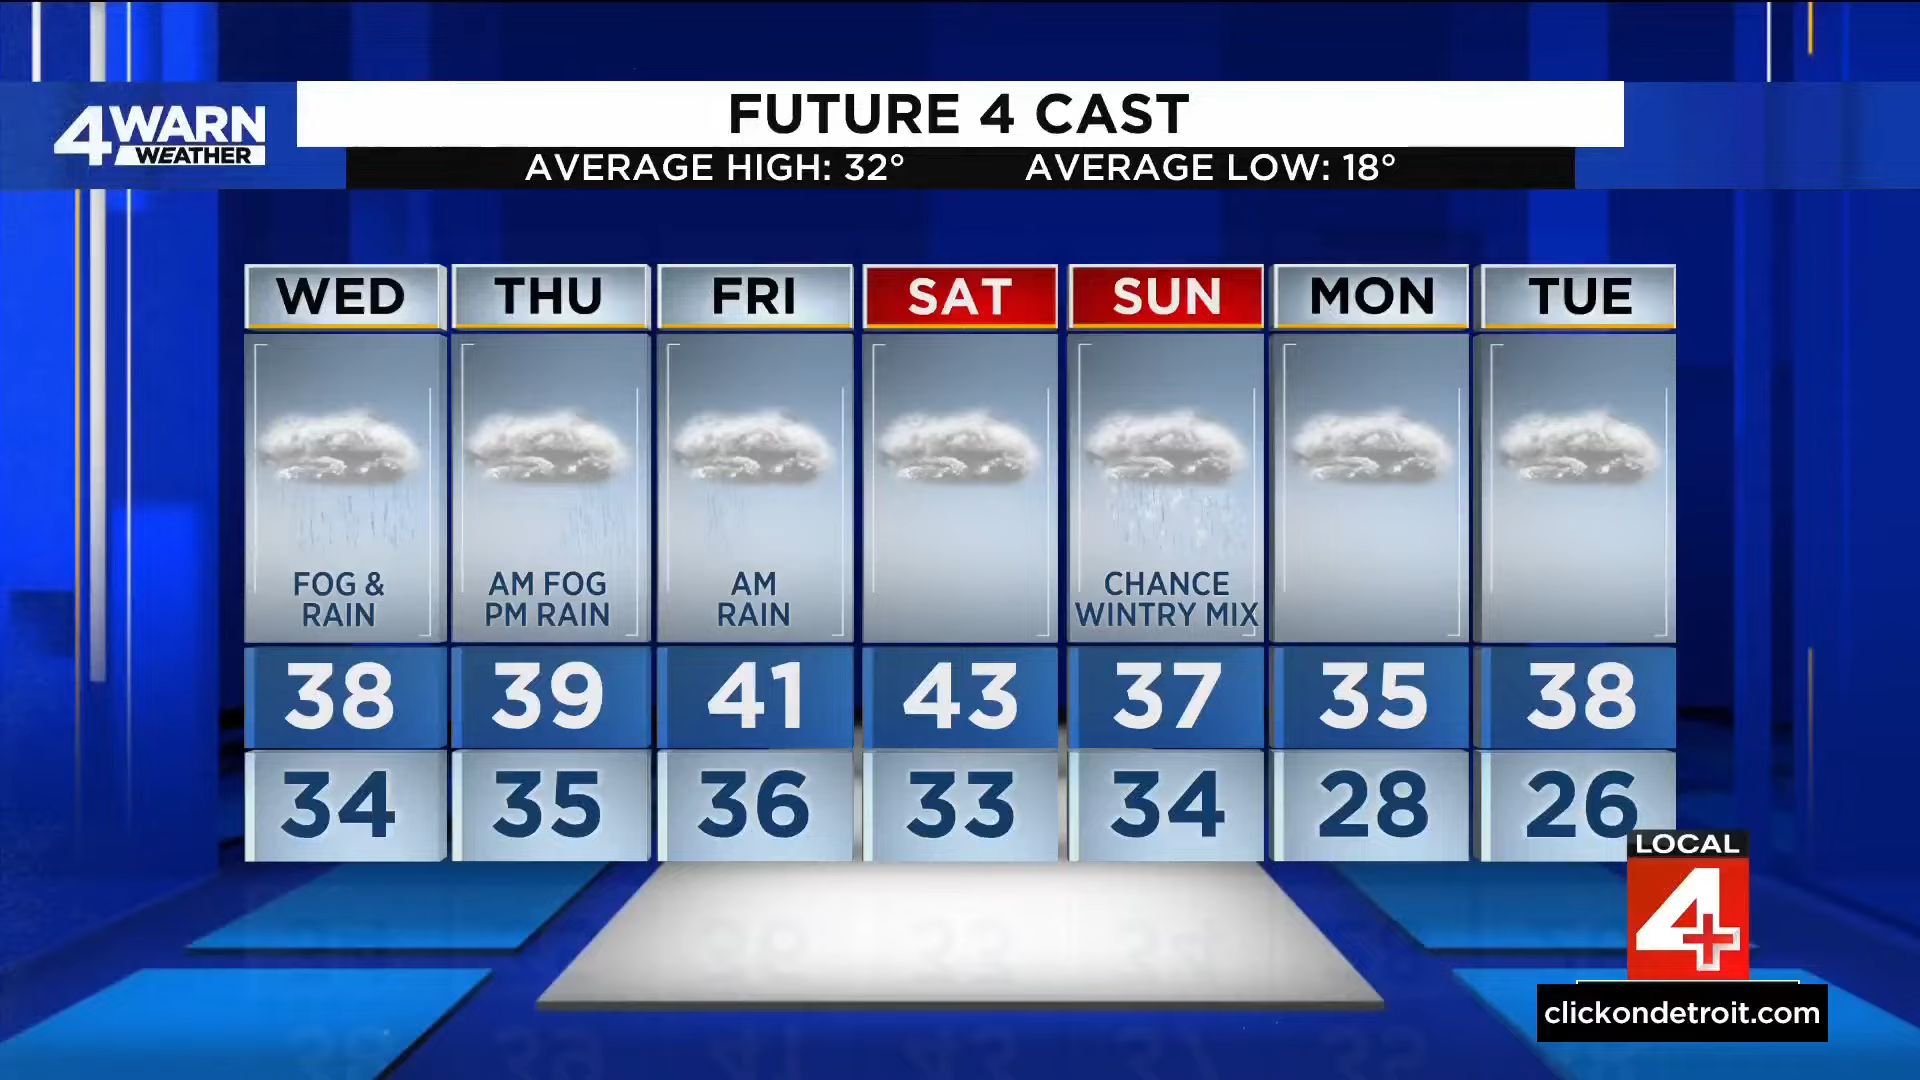 4WARN
WEATHER
FUTURE 4 CAST
AVERAGE HIGH: 32° AVERAGE LOW: 18°
WED THU FRI SAT SUN MON TUE
FOG &
RAIN
AM FOG
PM RAIN
AM
RAIN
CHANCE
WINTRY MIX
38 39 41 43 37 35 38
34 35 36 33 34 28 26
LOCAL
4+
clickondetroit.com